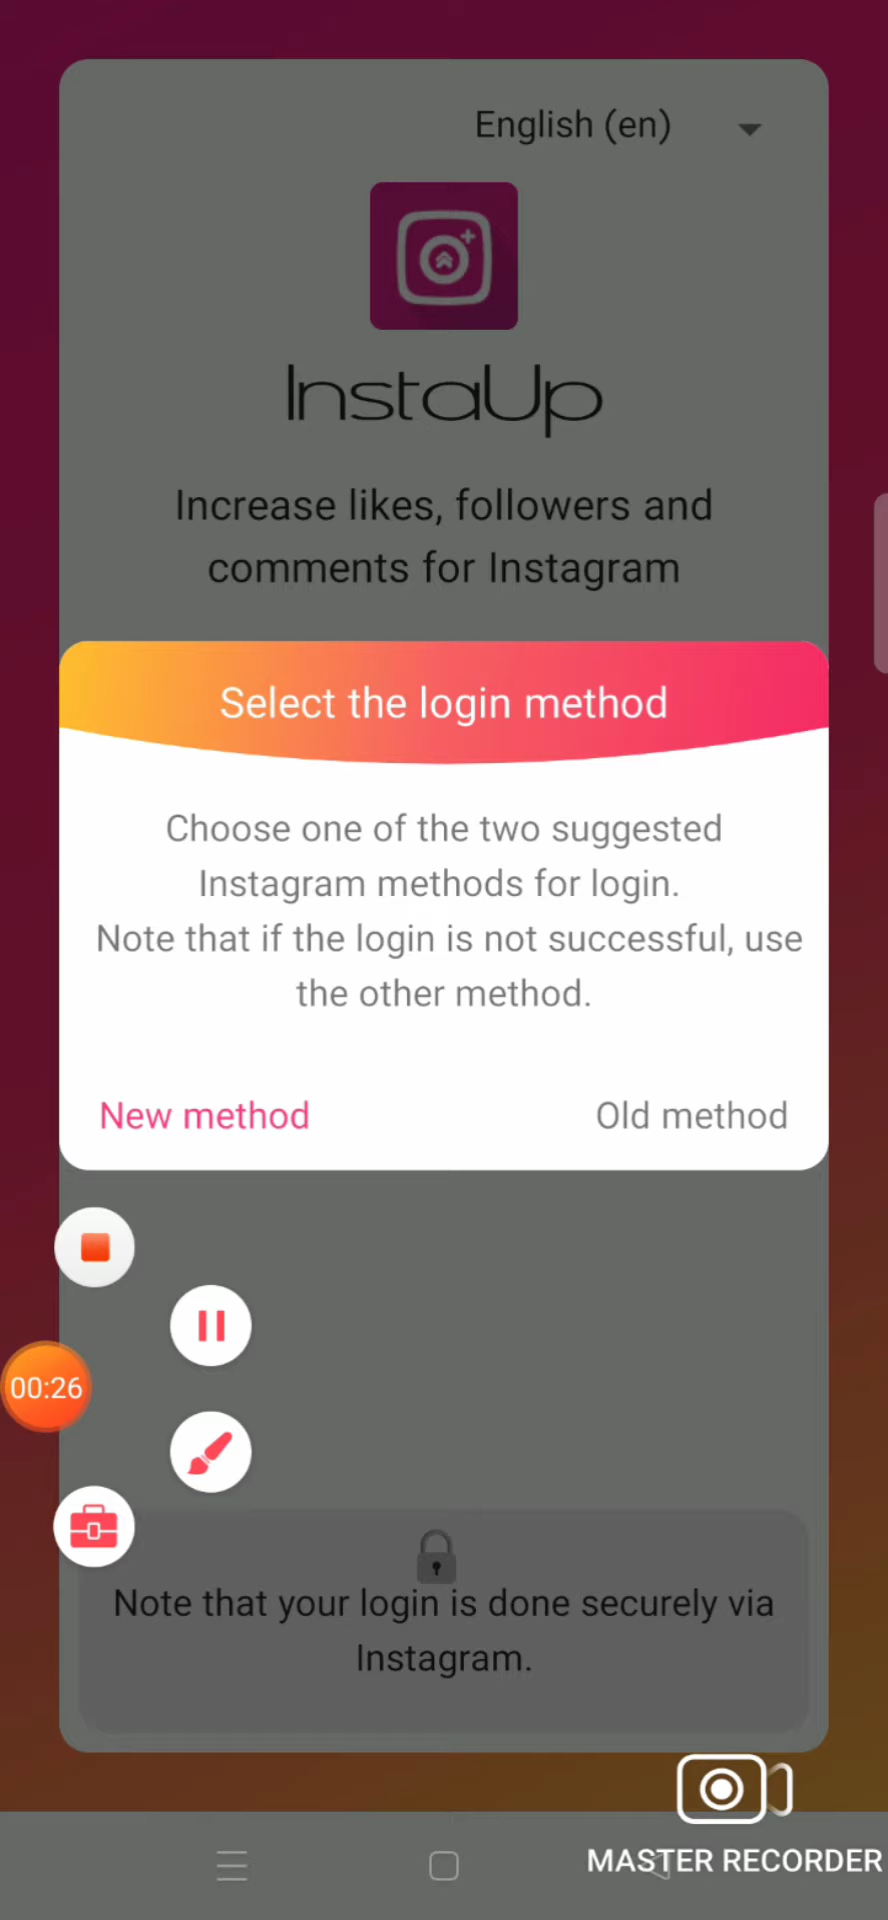 English (en)
InstaUp
Increase likes, followers and
comments for Instagram
Select the login method
Choose one of the two suggested
Instagram methods for login.
Note that if the login is not successful, use
the other method.
New method
Old method
00:26
Note that your login is done securely via
Instagram.
MASTER RECORDER